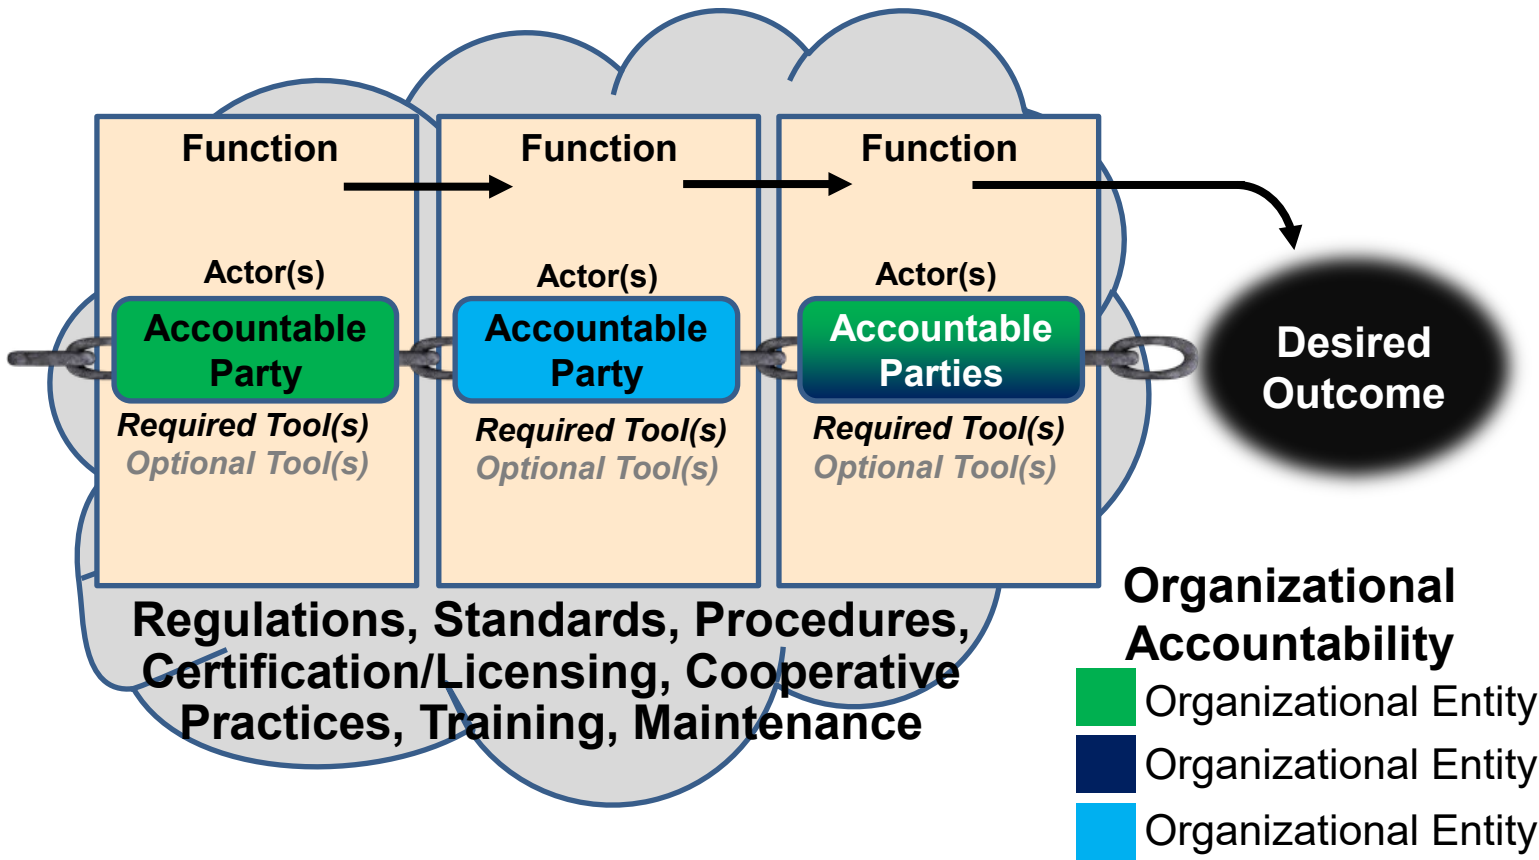 Function
Actor(s)
Accountable
Party
Required Tool(s)
Optional Tool(s)
Function
Actor(s)
Accountable
Party
Required Tool(s)
Optional Tool(s)
Function
Actor(s)
Accountable
Parties
Required Tool(s)
Optional Tool(s)
Desired
Outcome
Regulations, Standards, Procedures,
Certification/Licensing, Cooperative
Practices, Training, Maintenance
Organizational
Accountability
Organizational Entity
Organizational Entity
Organizational Entity